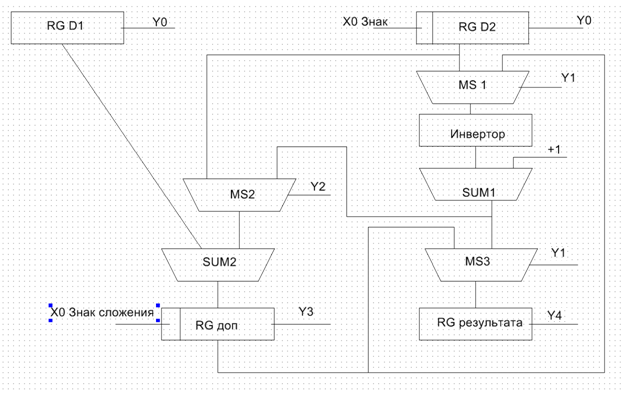 RG D1
Y0
X0 Знак
RG D2
Y0
MS 1
Y1
Инвертор
+1
MS2
Y2
SUM1
SUM2
MS3
Y1
X0 Знак сложения
RG доп
Y3
RG результата
Y4